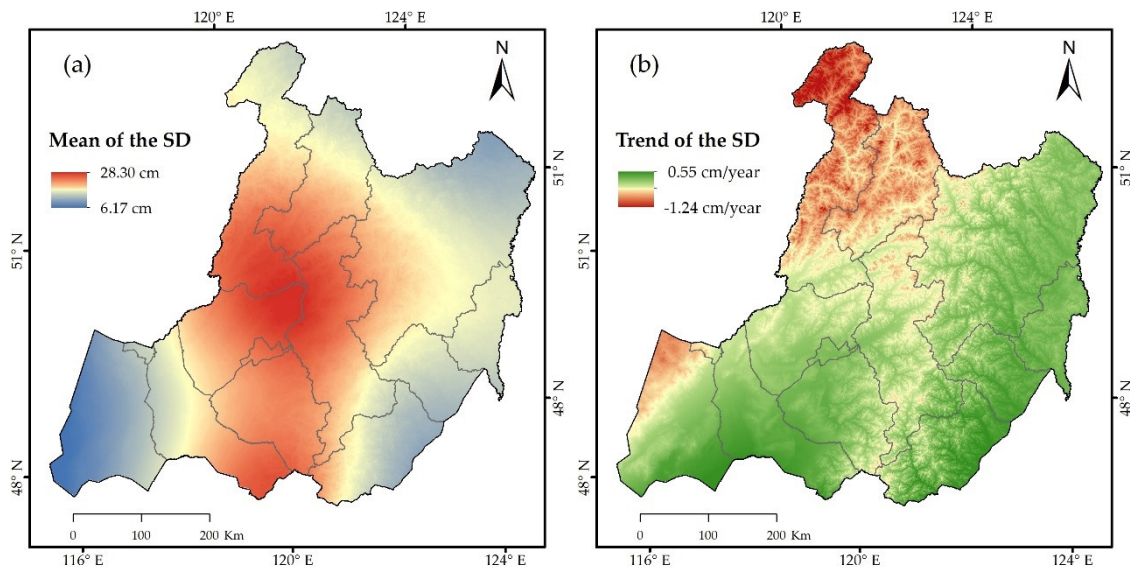 120° E
124° E
(a)
N
Mean of the SD
28.30 cm
6.17 cm
51° N
51° N
48° N
48° N
0 100 200 Km
116° E
120° E
124° E
120° E
124° E
(b)
N
Trend of the SD
0.55 cm/year
-1.24 cm/year
51° N
51° N
48° N
48° N
0 100 200 Km
116° E
120° E
124° E